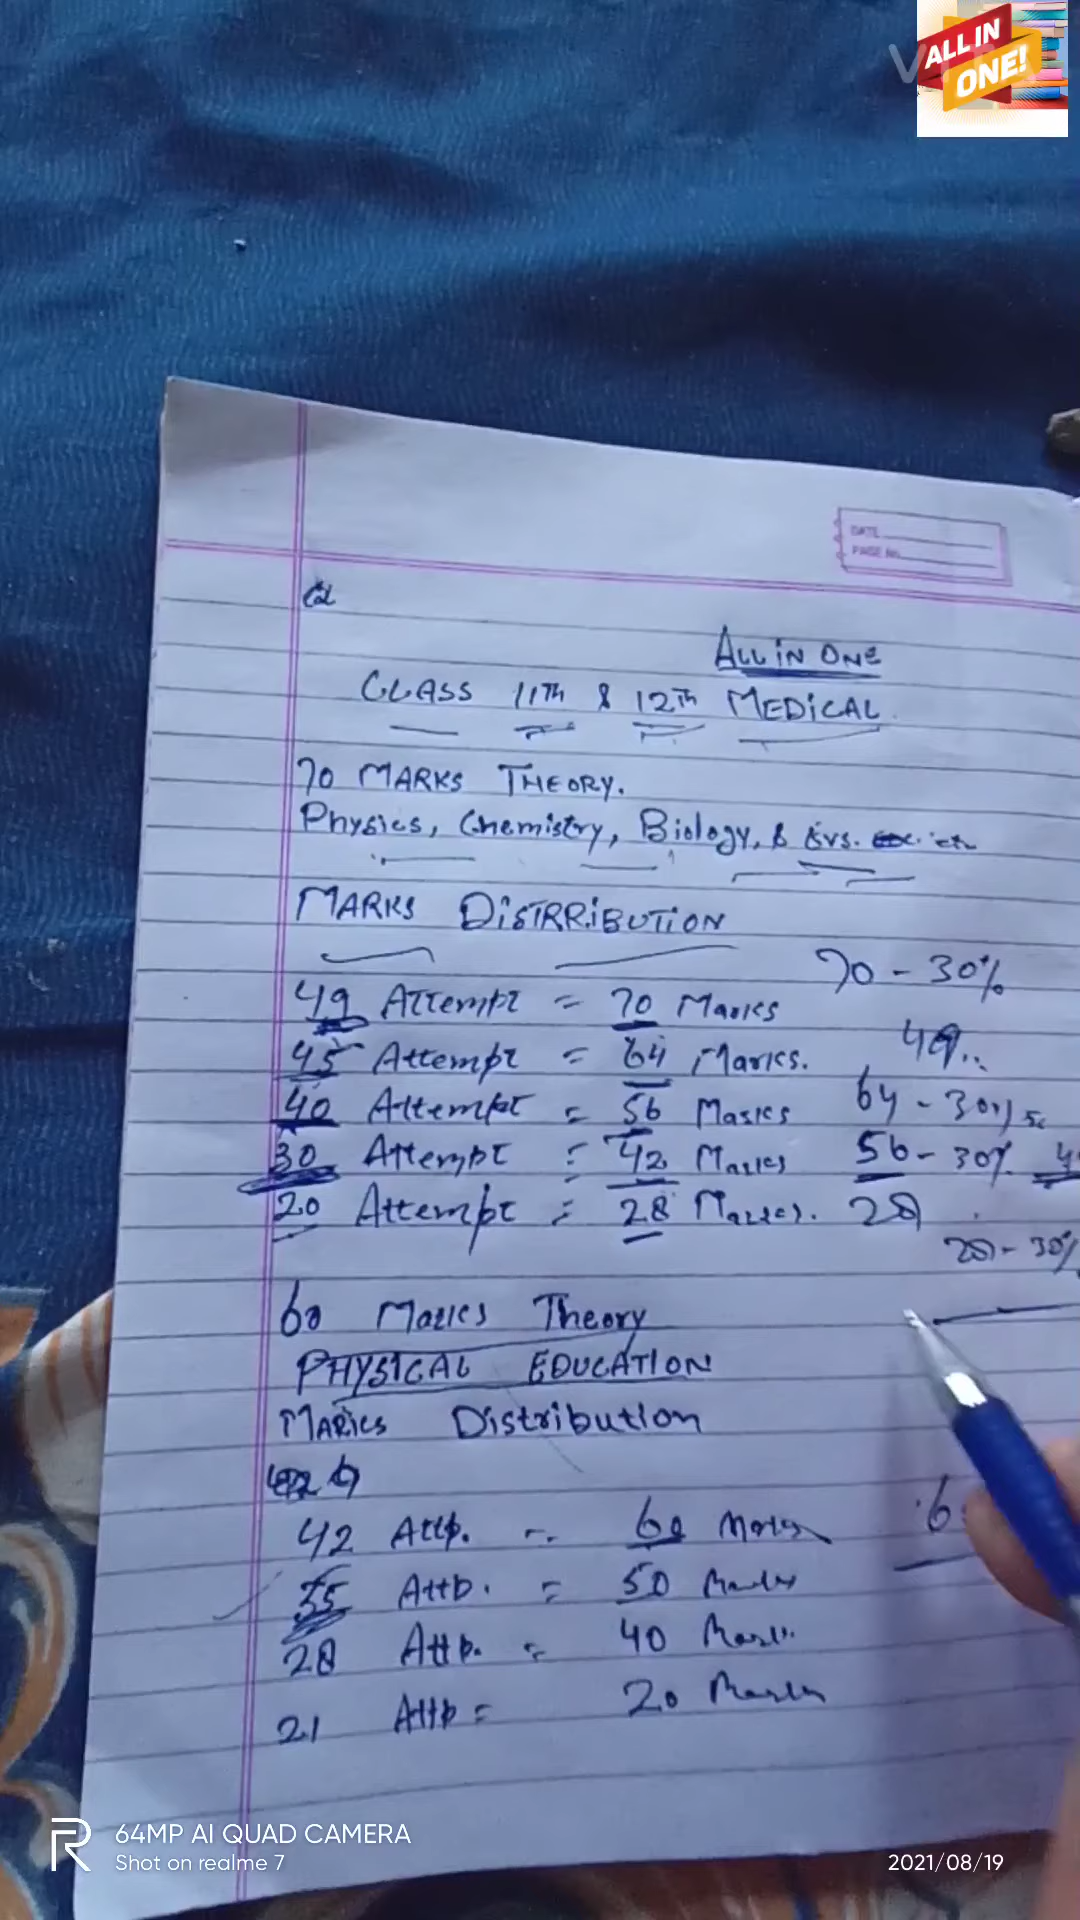 ALL IN
ONE!
DATE
PAGE No.
ALL IN ONE
CLASS 11TH & 12TH MEDICAL
70 MARKS THEORY.
Physics, Chemistry, Biology, & Evs.
MARKS DISTRRIBUTION
70 - 30%
49 Attempt = 70 Marks
49..
45 Attempt = 64 Marks.
64 - 30%
40 Attempt = 56 Marks
56 - 30%
30 Attempt = 42 Marks
20 Attempt = 28 Marks. 28
28 - 30%
60 Marks Theory
PHYSICAL EDUCATION
MARKS Distribution
42 Attp. = 60 Marks
6
35 Attp. = 50 Marks
28 Attp. = 40 Mark.
21 Attp = 20 Marks
64MP AI QUAD CAMERA
Shot on realme 7
2021/08/19